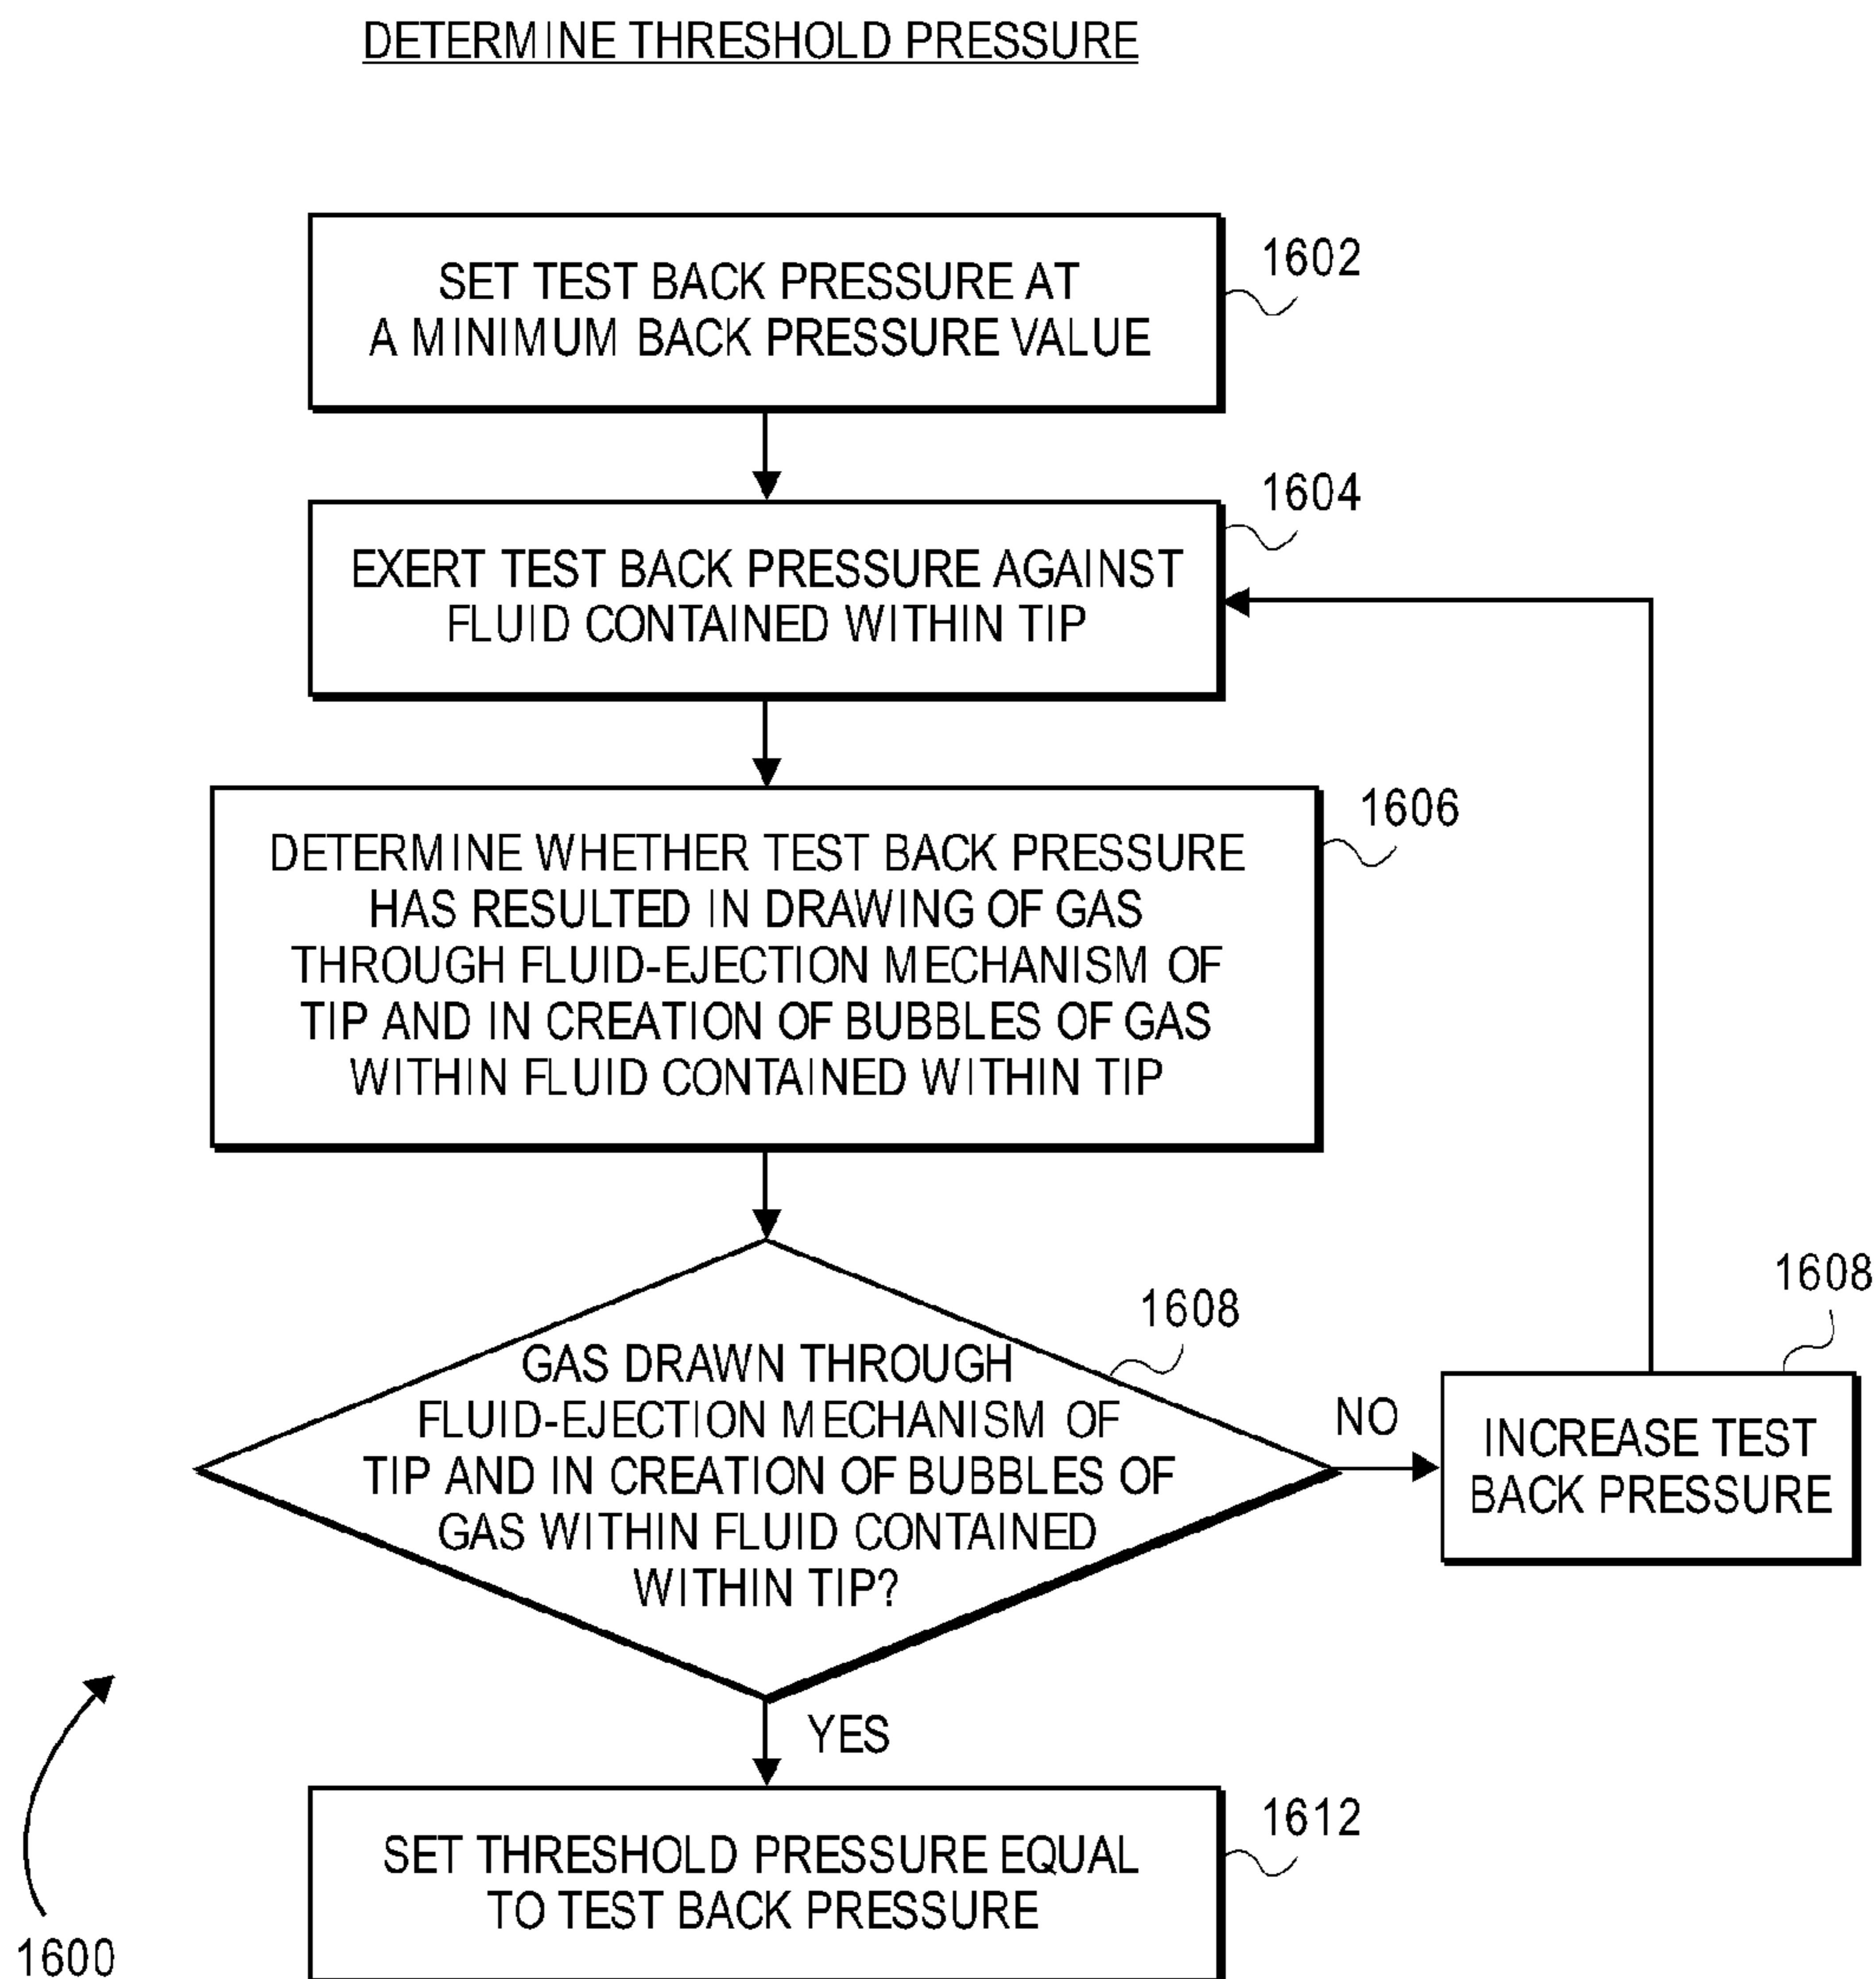 DETERMINE THRESHOLD PRESSURE
1602
SET TEST BACK PRESSURE AT
A MINIMUM BACK PRESSURE VALUE
1604
EXERT TEST BACK PRESSURE AGAINST
FLUID CONTAINED WITHIN TIP
1606
DETERMINE WHETHER TEST BACK PRESSURE
HAS RESULTED IN DRAWING OF GAS
THROUGH FLUID-EJECTION MECHANISM OF
TIP AND IN CREATION OF BUBBLES OF GAS
WITHIN FLUID CONTAINED WITHIN TIP
1608
GAS DRAWN THROUGH
FLUID-EJECTION MECHANISM OF
TIP AND IN CREATION OF BUBBLES OF
GAS WITHIN FLUID CONTAINED
WITHIN TIP?
NO
1608
INCREASE TEST
BACK PRESSURE
YES
1612
SET THRESHOLD PRESSURE EQUAL
TO TEST BACK PRESSURE
1600